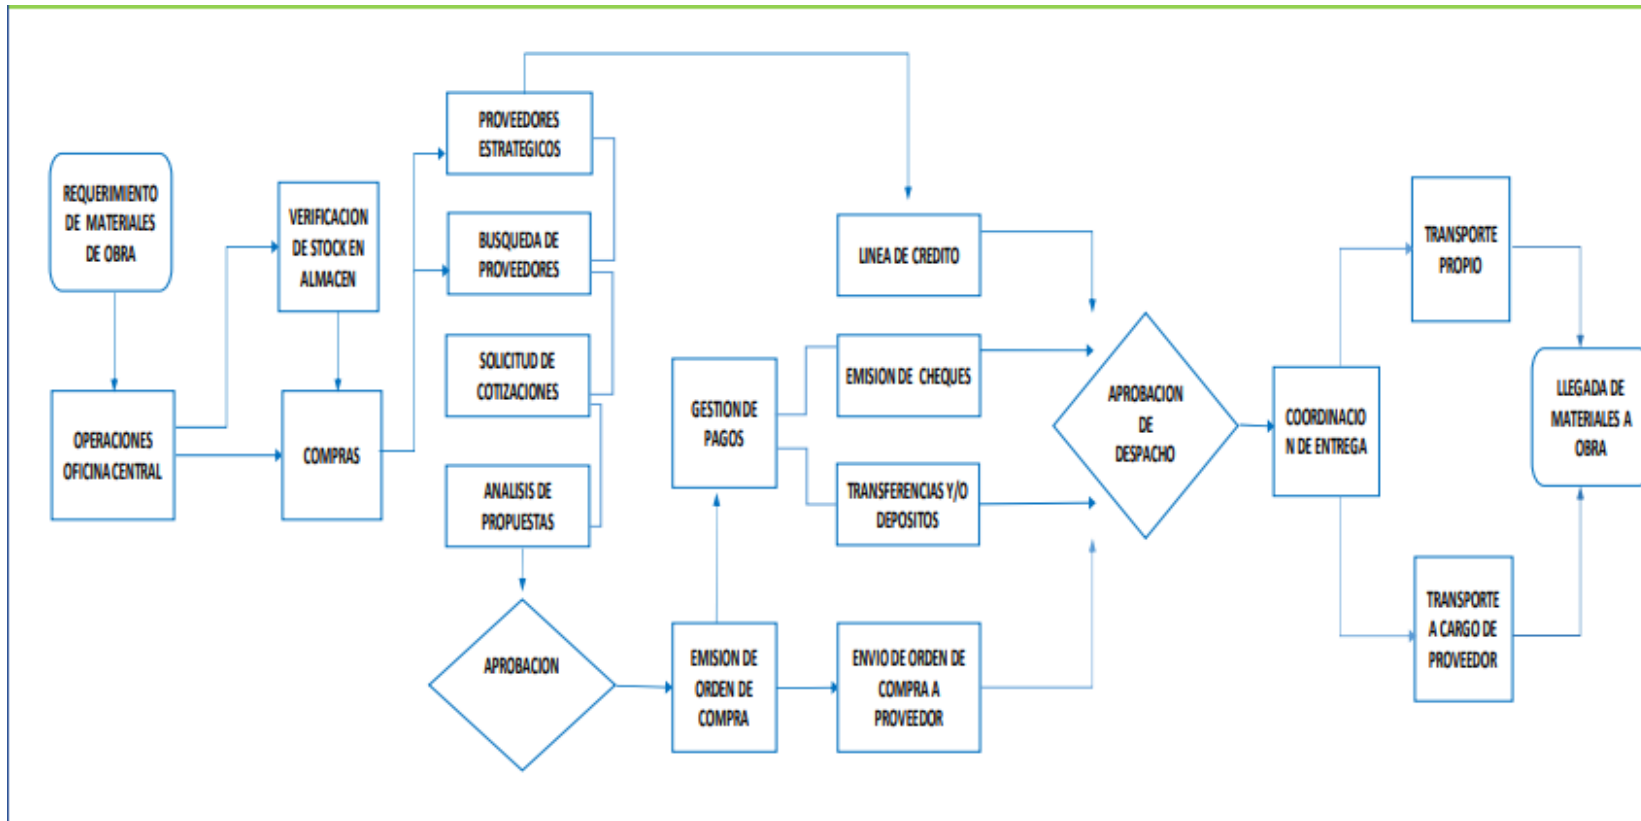 REQUERIMIENTO
DE MATERIALES
DE OBRA
OPERACIONES
OFICINA CENTRAL
VERIFICACION
DE STOCK EN
ALMACEN
COMPRAS
PROVEEDORES
ESTRATEGICOS
BUSQUEDA DE
PROVEEDORES
SOLICITUD DE
COTIZACIONES
ANALISIS DE
PROPUESTAS
APROBACION
GESTION DE
PAGOS
EMISION DE
ORDEN DE
COMPRA
LINEA DE CREDITO
EMISION DE CHEQUES
TRANSFERENCIAS Y/O
DEPOSITOS
ENVIO DE ORDEN DE
COMPRA A
PROVEEDOR
APROBACION
DE
DESPACHO
COORDINACIO
N DE ENTREGA
TRANSPORTE
PROPIO
TRANSPORTE
A CARGO DE
PROVEEDOR
LLEGADA DE
MATERIALES A
OBRA